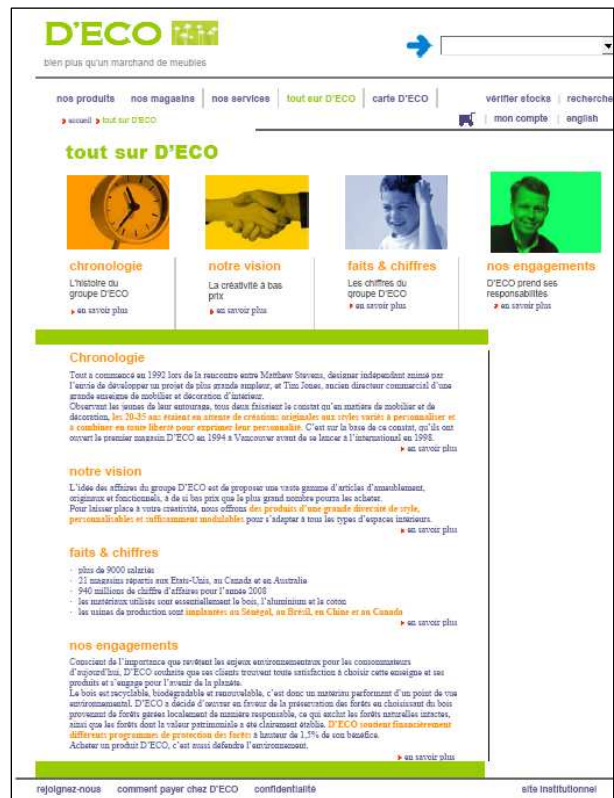 D'ECO
bien plus qu'un marchand de meubles
nos produits nos magasins nos services tout sur D'ECO carte D'ECO vérifier stocks recherche
accueil tout sur D'ECO mon compte english
tout sur D'ECO
chronologie
L'histoire du
groupe D'ECO
en savoir plus
notre vision
La créativité à bas
prix
en savoir plus
faits & chiffres
Les chiffres du
groupe D'ECO
en savoir plus
nos engagements
D'ECO prend ses
responsabilités
en savoir plus
Chronologie
Tout a commencé en 1992 lors de la rencontre entre Matthew Stevens, designer indépendant animé par
l'envie de développer un projet de plus grande ampleur, et Tim Jones, ancien directeur commercial d'une
grande enseigne de mobilier et décoration d'intérieur.
Observant les jeunes de leur entourage, tous deux faisaient le constat qu'en matière de mobilier et de
décoration, les 20-35 ans étaient en attente de créations originales aux styles variés à personnaliser et
à combiner en toute liberté pour exprimer leur personnalité. C'est sur la base de ce constat, qu'ils ont
ouvert le premier magasin D'ECO en 1994 à Vancouver avant de se lancer à l'international en 1998.
en savoir plus
notre vision
L'idée des affaires du groupe D'ECO est de proposer une vaste gamme d'articles d'ameublement,
originaux et fonctionnels, à de si bas prix que le plus grand nombre pourra les acheter.
Pour laisser place à votre créativité, nous offrons des produits d'une grande diversité de style,
personnalisables et suffisamment modulables pour s'adapter à tous les types d'espaces intérieurs.
en savoir plus
faits & chiffres
- plus de 9000 salariés
- 21 magasins répartis aux Etats-Unis, au Canada et en Australie
- 940 millions de chiffre d'affaires pour l'année 2008
- les matériaux utilisés sont essentiellement le bois, l'aluminium et le coton
- les usines de production sont implantées au Sénégal, au Brésil, en Chine et au Canada
en savoir plus
nos engagements
Conscient de l'importance que revêtent les enjeux environnementaux pour les consommateurs
d'aujourd'hui, D'ECO souhaite que ses clients trouvent toute satisfaction à choisir cette enseigne et ses
produits et s'engage pour l'avenir de la planète.
Le bois est recyclable, biodégradable et renouvelable, c'est donc un matériau performant d'un point de vue
environnemental. D'ECO a décidé d'œuvrer en faveur de la préservation des forêts en choisissant du bois
provenant de forêts gérées localement de manière responsable, ce qui exclut les forêts naturelles intactes,
ainsi que les forêts dont la valeur patrimoniale a été clairement établie. D'ECO soutient financièrement
différents programmes de protection des forêts à hauteur de 1,5% de son bénéfice.
Acheter un produit D'ECO, c'est aussi défendre l'environnement.
en savoir plus
rejoignez-nous comment payer chez D'ECO confidentialité site institutionnel